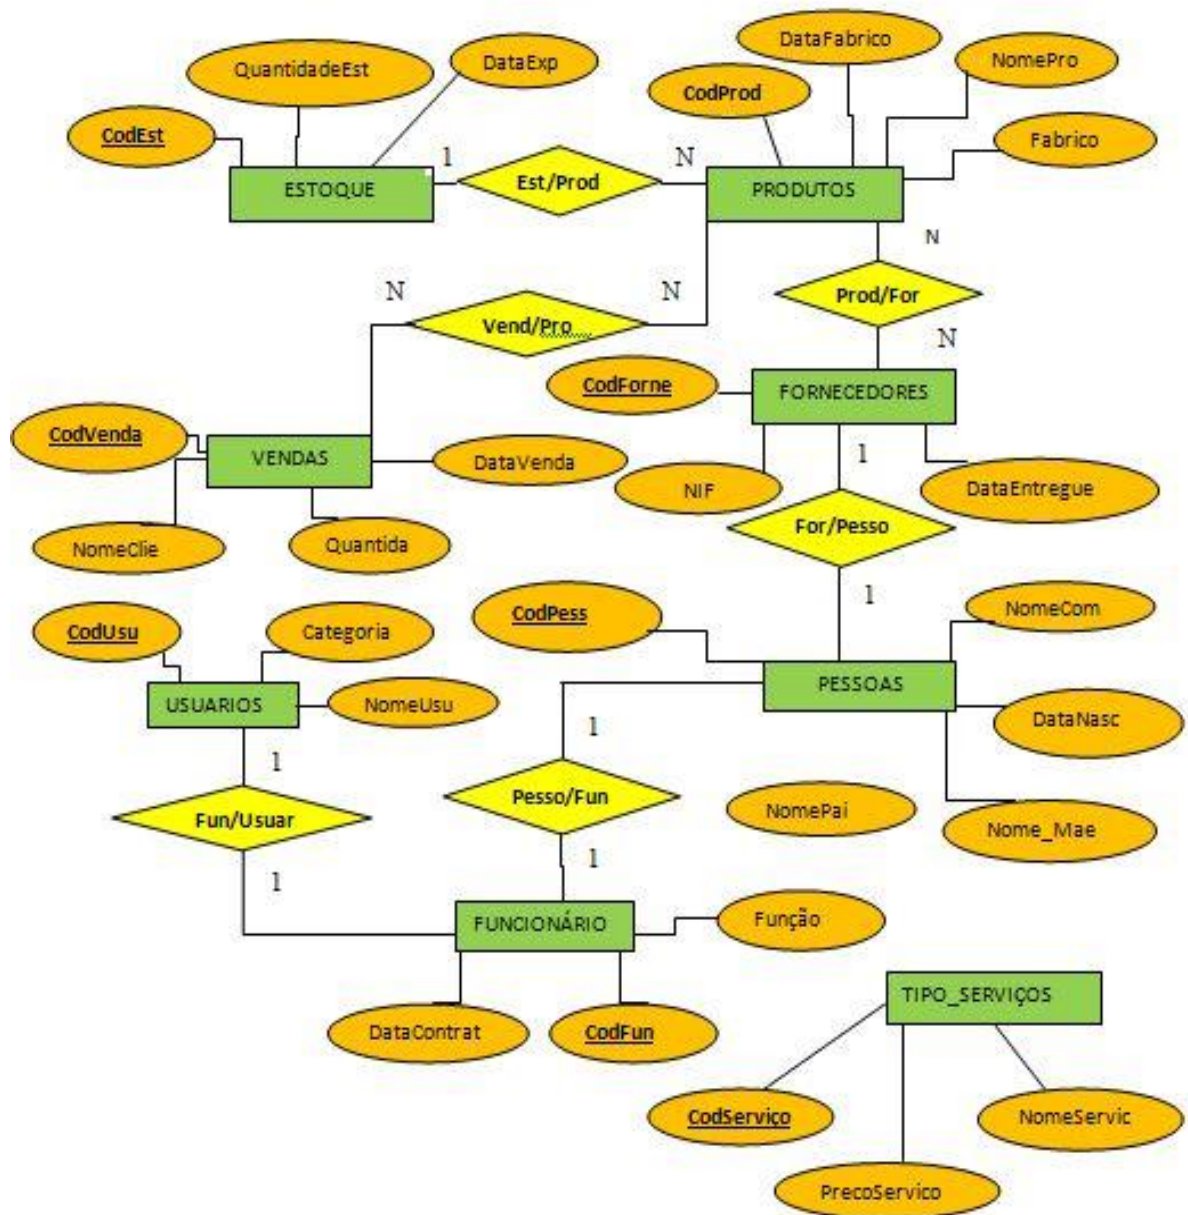 DataFabrico
QuantidadeEst
DataExp
NomePro
CodProd
CodEst
Fabrico
1
N
Est/Prod
ESTOQUE
PRODUTOS
N
N
N
Prod/For
Vend/Pro
N
CodForne
FORNECEDORES
CodVenda
VENDAS
DataVenda
1
NIF
DataEntregue
For/Pesso
NomeClie
Quantida
1
NomeCom
CodPess
CodUsu
Categoria
PESSOAS
USUARIOS
NomeUsu
DataNasc
1
1
Pesso/Fun
NomePai
Fun/Usuar
Nome_Mae
1
1
Função
FUNCIONÁRIO
TIPO_SERVIÇOS
DataContrat
CodFun
CodServiço
NomeServic
PrecoServico